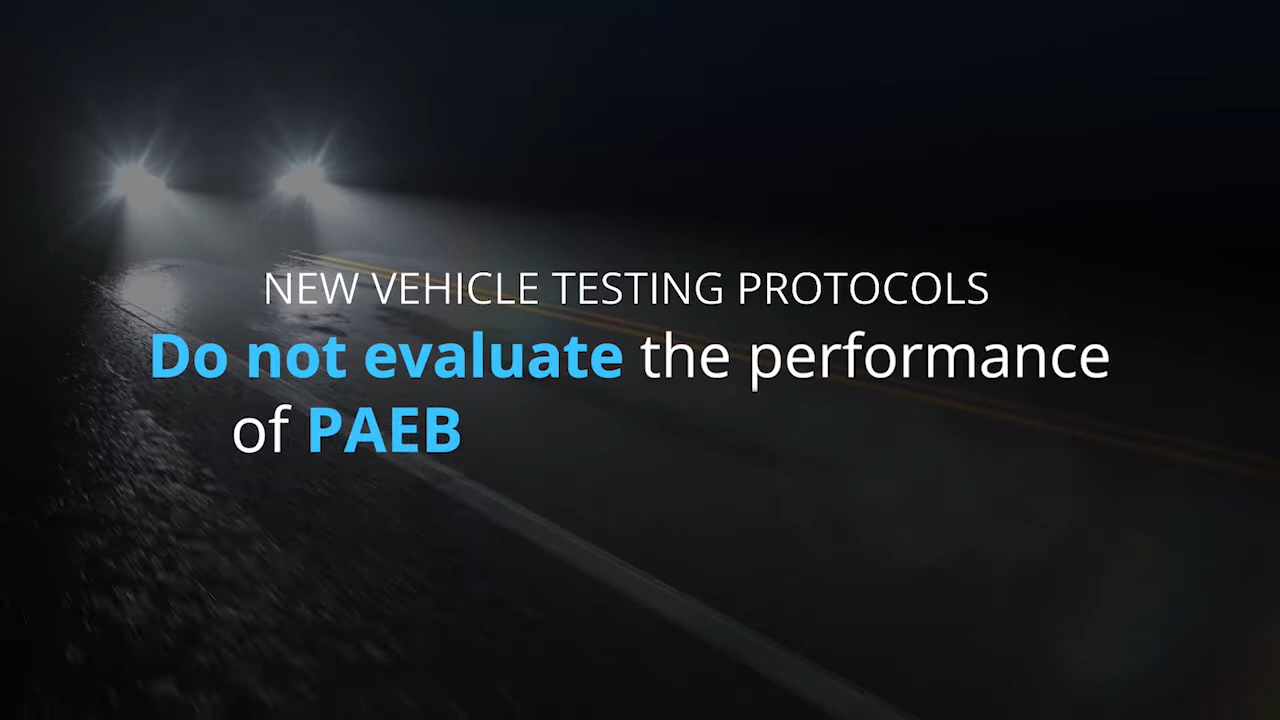 NEW VEHICLE TESTING PROTOCOLS
Do not evaluate the performance
of PAEB